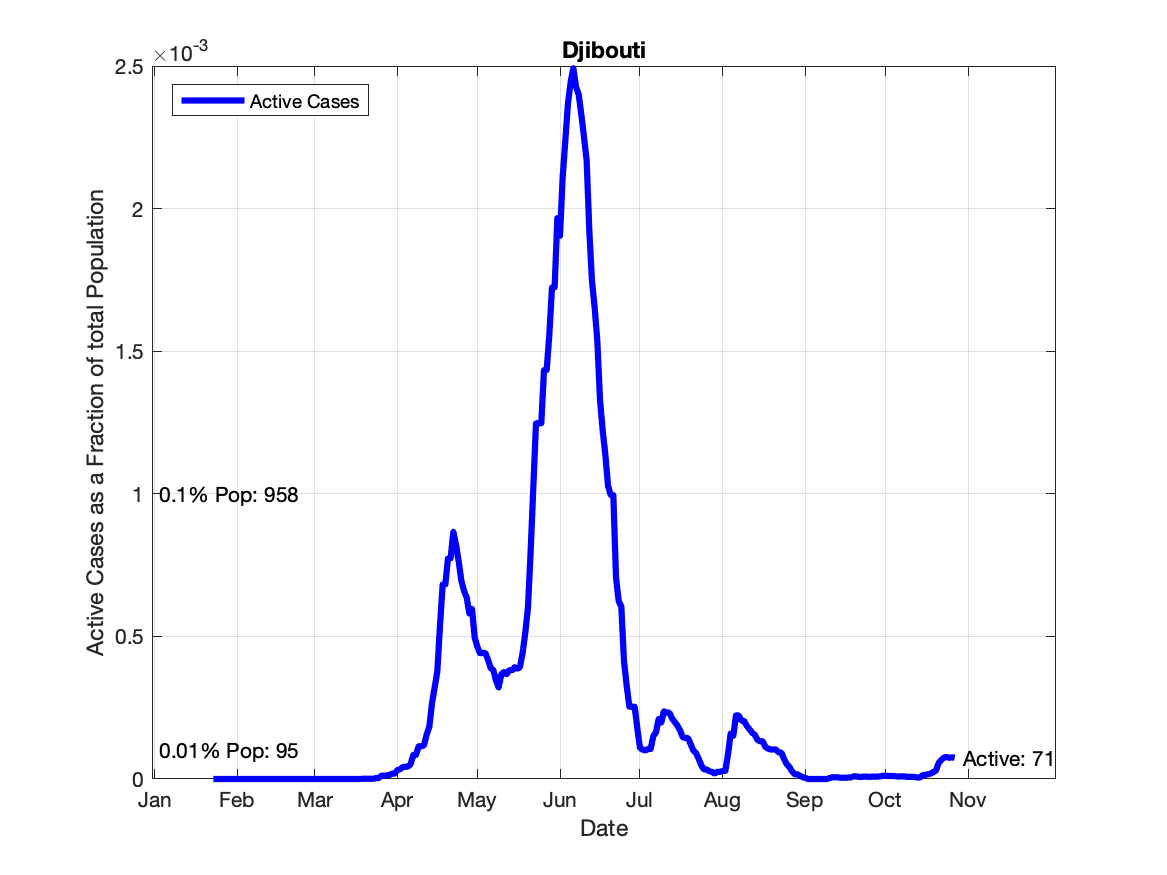 Djibouti
×10-3
2.5
2
1.5
1
0.5
0
Active Cases
Active Cases as a Fraction of total Population
0.1% Pop: 958
0.01% Pop: 95
Active: 71
Jan Feb Mar Apr May Jun Jul Aug Sep Oct Nov
Date